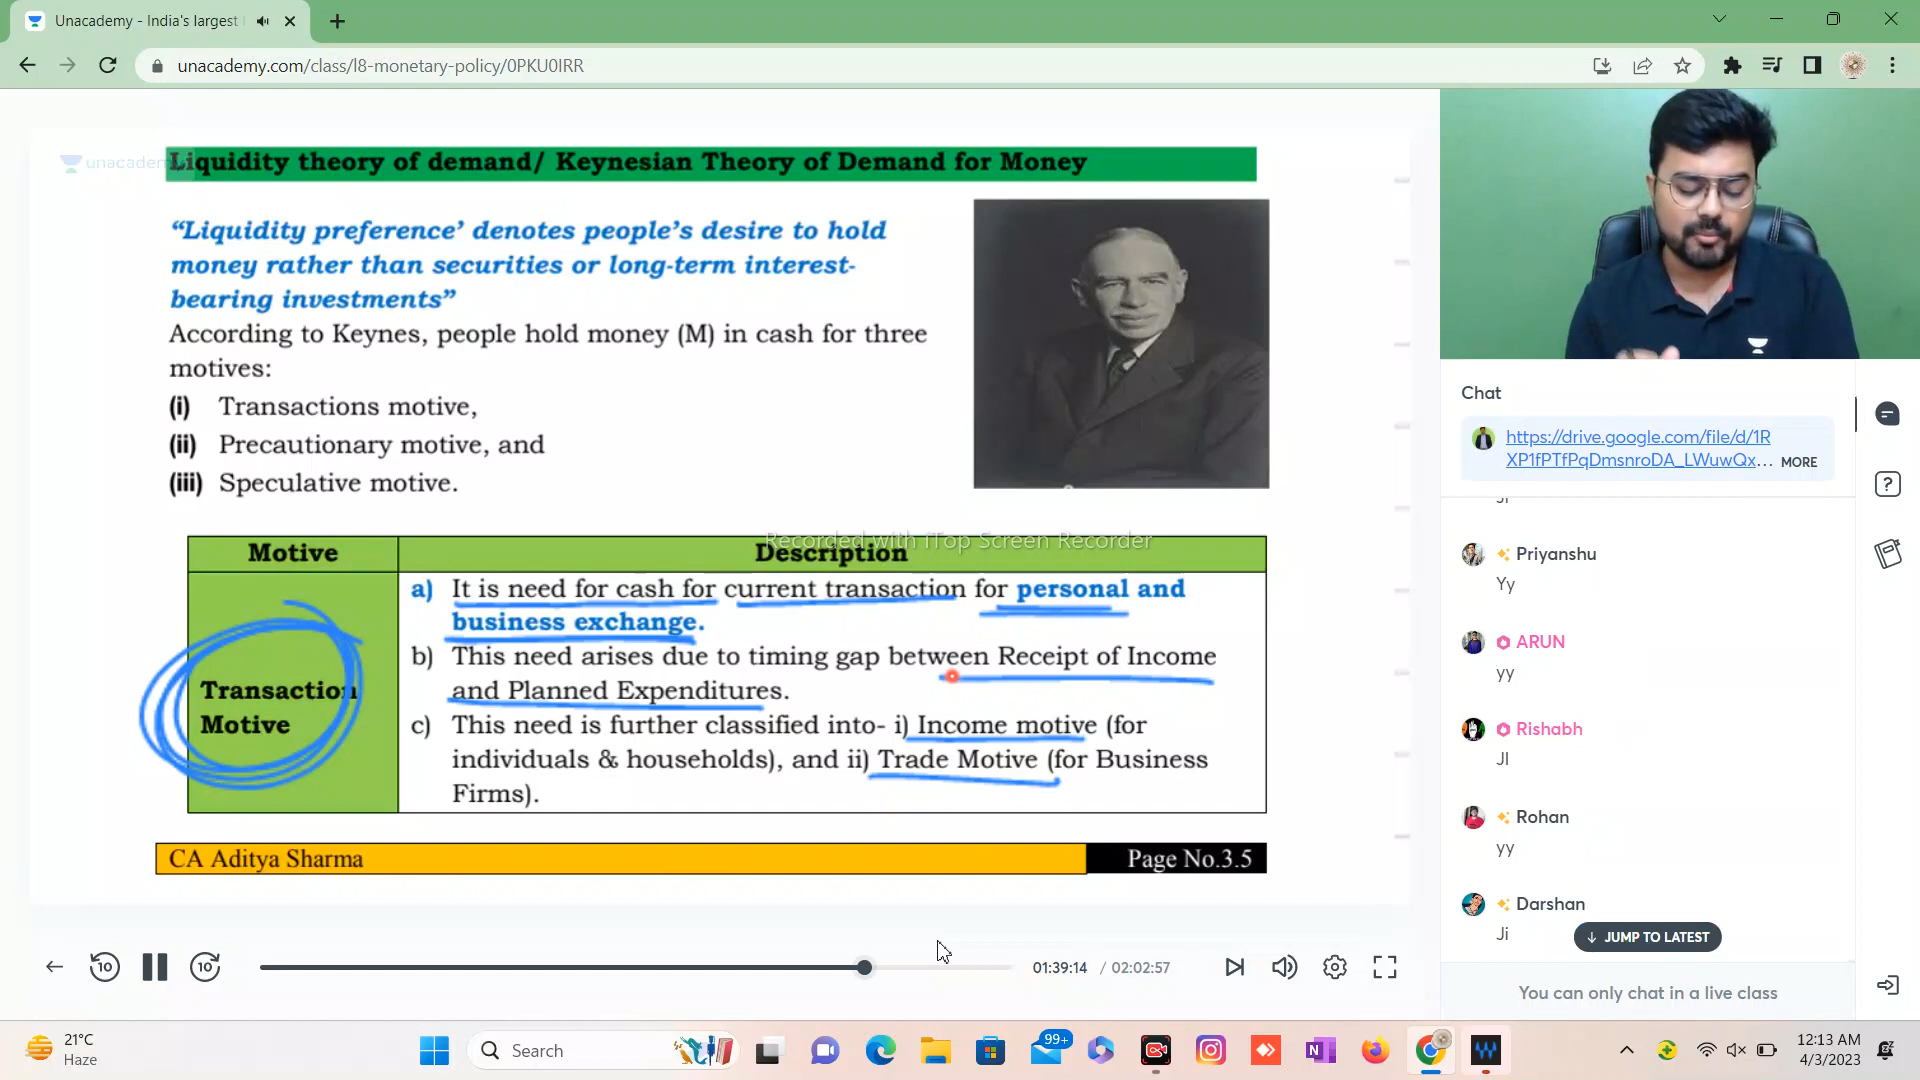 Unacademy - India's largest
unacademy.com/class/l8-monetary-policy/0PKU0IRR
unacademy
Liquidity theory of demand/ Keynesian Theory of Demand for Money
“Liquidity preference’ denotes people’s desire to hold
money rather than securities or long-term interest-
bearing investments”
According to Keynes, people hold money (M) in cash for three
motives:
(i) Transactions motive,
(ii) Precautionary motive, and
(iii) Speculative motive.
Recorded with iTop Screen Recorder
Motive
Description
Transaction
Motive
a) It is need for cash for current transaction for personal and
business exchange.
b) This need arises due to timing gap between Receipt of Income
and Planned Expenditures.
c) This need is further classified into- i) Income motive (for
individuals & households), and ii) Trade Motive (for Business
Firms).
CA Aditya Sharma
Page No.3.5
10
10
01:39:14 / 02:02:57
Chat
https://drive.google.com/file/d/1R
XP1fPTfPqDmsnroDA_LWuwQx... MORE
Priyanshu
Yy
ARUN
yy
Rishabh
JI
Rohan
yy
Darshan
Ji
JUMP TO LATEST
You can only chat in a live class
21°C
Haze
Search
99+
12:13 AM
4/3/2023